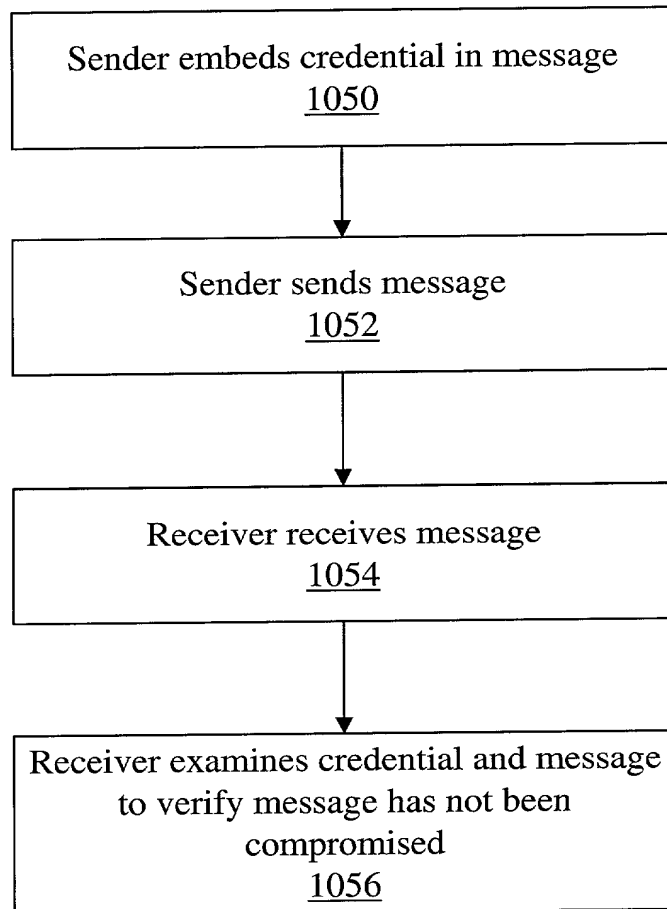 Sender embeds credential in message
1050
Sender sends message
1052
Receiver receives message
1054
Receiver examines credential and message
to verify message has not been
compromised
1056